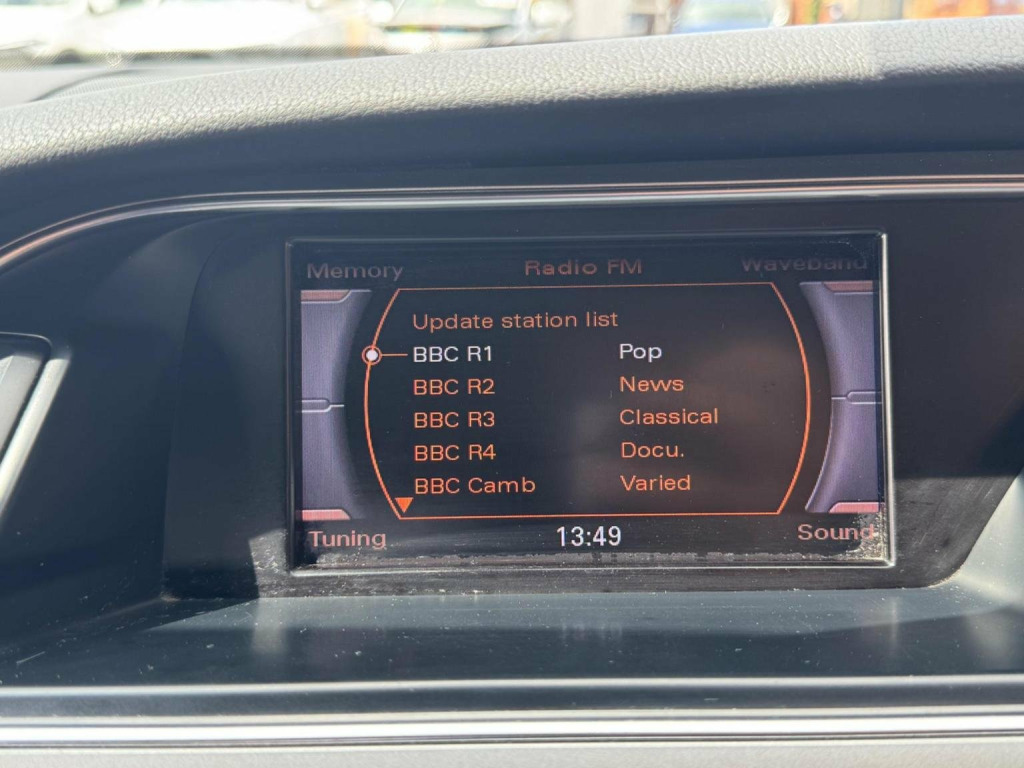 Memory Radio FM Waveband
Update station list
BBC R1 Pop
BBC R2 News
BBC R3 Classical
BBC R4 Docu.
BBC Camb Varied
Tuning 13:49 Sound